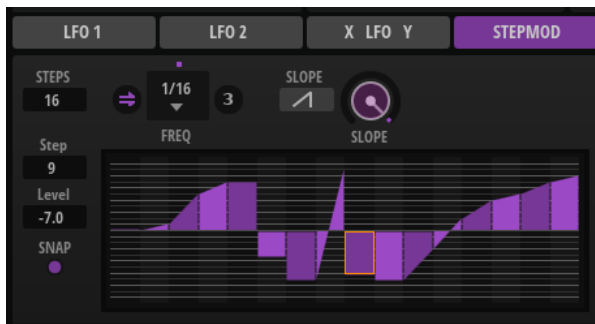 LFO 1
LFO 2
X LFO Y
STEPMOD
STEPS
16
1/16
FREQ
3
SLOPE
SLOPE
Step
9
Level
-7.0
SNAP